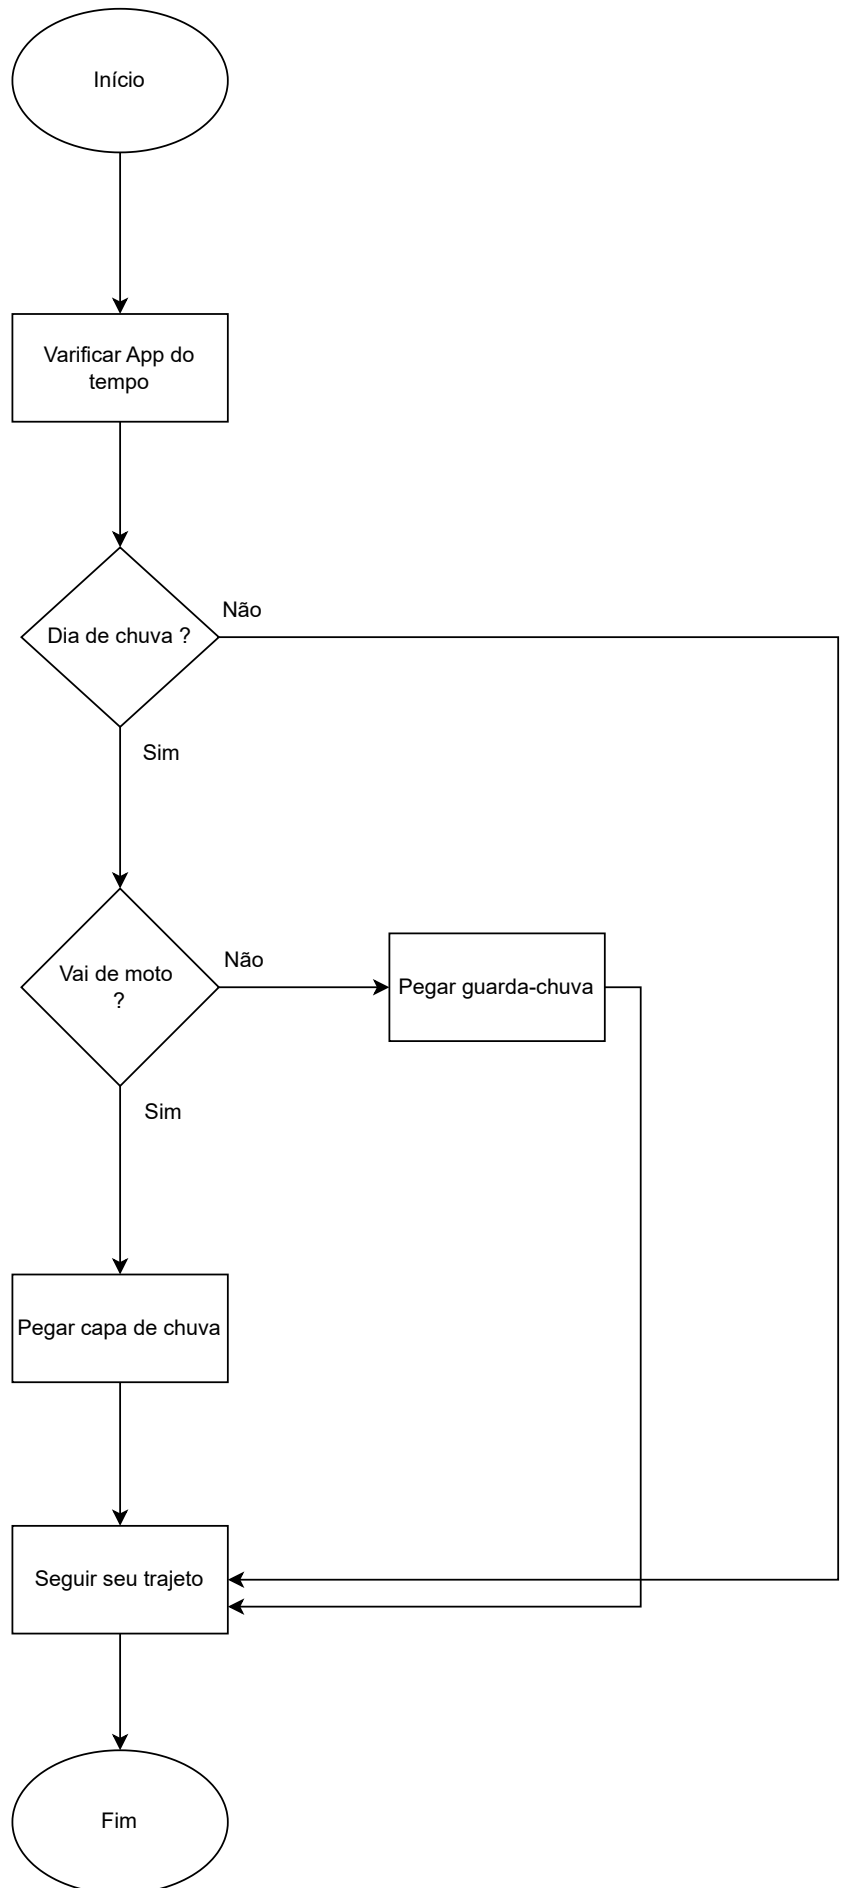 Início
Varificar App do
tempo
Não
Dia de chuva ?
Sim
Vai de moto
?
Não
Pegar guarda-chuva
Sim
Pegar capa de chuva
Seguir seu trajeto
Fim